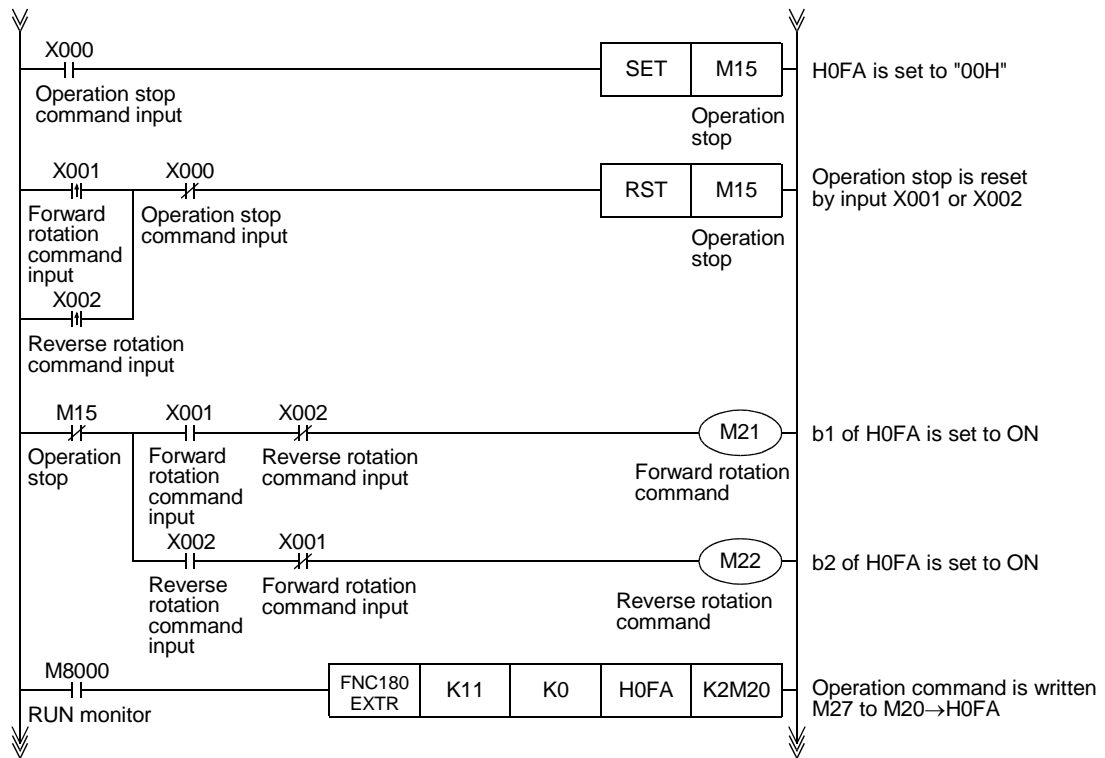 X000
SET M15
H0FA is set to "00H"
Operation stop
command input
Operation
stop
X001 X000
RST M15
Operation stop is reset
by input X001 or X002
Forward
rotation
command
input
Operation stop
command input
Operation
stop
X002
Reverse rotation
command input
M15 X001 X002
M21
b1 of H0FA is set to ON
Operation
stop
Forward
rotation
command
input
Reverse rotation
command input
Forward rotation
command
X002 X001
M22
b2 of H0FA is set to ON
Reverse
rotation
command
input
Forward rotation
command input
Reverse rotation
command
M8000
FNC180
EXTR
K11 K0 H0FA K2M20
Operation command is written
M27 to M20→H0FA
RUN monitor